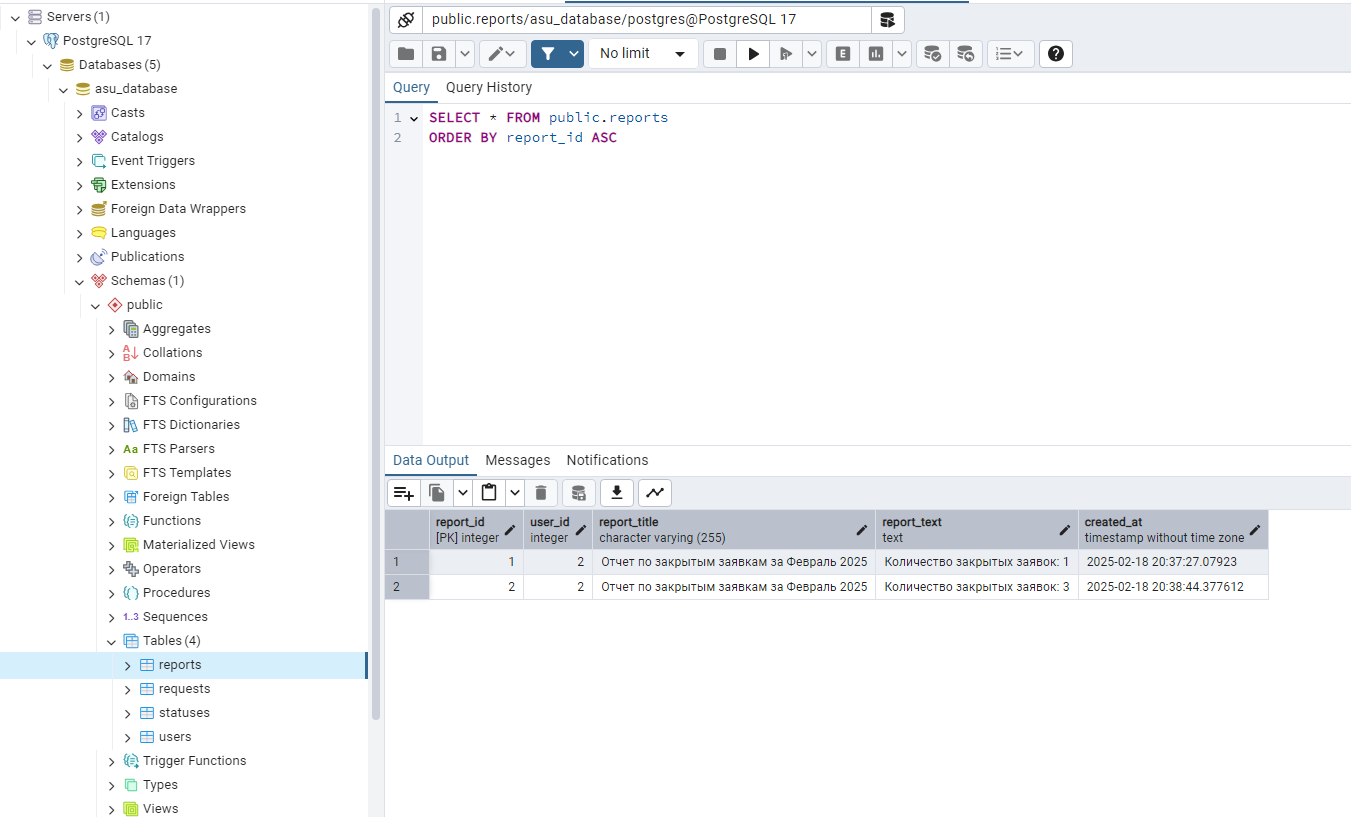 Servers (1)
PostgreSQL 17
Databases (5)
asu_database
Casts
Catalogs
Event Triggers
Extensions
Foreign Data Wrappers
Languages
Publications
Schemas (1)
public
Aggregates
Collations
Domains
FTS Configurations
FTS Dictionaries
Aa FTS Parsers
FTS Templates
Foreign Tables
Functions
Materialized Views
Operators
Procedures
1..3 Sequences
Tables (4)
reports
requests
statuses
users
Trigger Functions
Types
Views
public.reports/asu_database/postgres@PostgreSQL 17
No limit
E
Query Query History
1 SELECT * FROM public.reports
2 ORDER BY report_id ASC
Data Output Messages Notifications
report_id user_id report_title report_text created_at
[PK] integer integer character varying (255) text timestamp without time zone
1 1 2 Отчет по закрытым заявкам за Февраль 2025 Количество закрытых заявок: 1 2025-02-18 20:37:27.07923
2 2 2 Отчет по закрытым заявкам за Февраль 2025 Количество закрытых заявок: 3 2025-02-18 20:38:44.377612